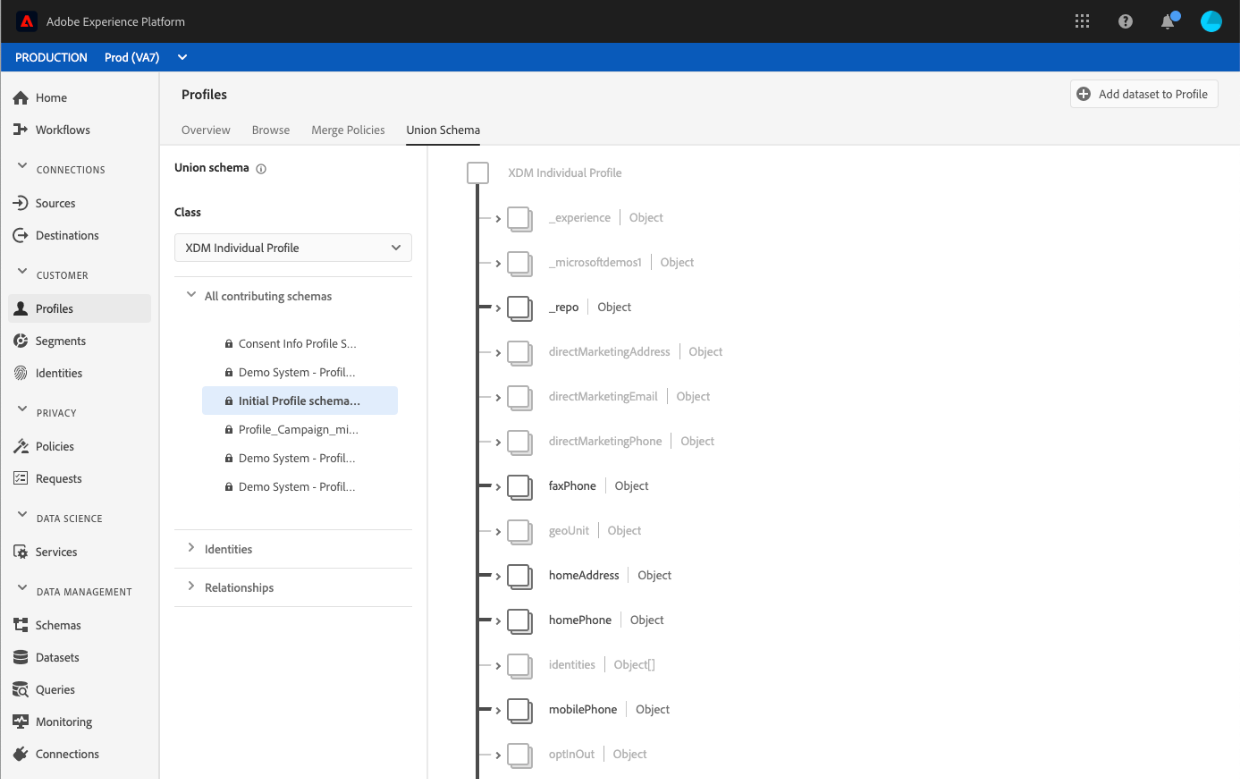 Adobe Experience Platform
PRODUCTION Prod (VA7)
Home
Workflows
CONNECTIONS
Sources
Destinations
CUSTOMER
Profiles
Segments
Identities
PRIVACY
Policies
Requests
DATA SCIENCE
Services
DATA MANAGEMENT
Schemas
Datasets
Queries
Monitoring
Connections
Profiles
Add dataset to Profile
Overview Browse Merge Policies Union Schema
Union schema
Class
XDM Individual Profile
All contributing schemas
Consent Info Profile S...
Demo System - Profil...
Initial Profile schema...
Profile_Campaign_mi...
Demo System - Profil...
Demo System - Profil...
Identities
Relationships
XDM Individual Profile
_experience | Object
_microsoftdemos1 | Object
_repo | Object
directMarketingAddress | Object
directMarketingEmail | Object
directMarketingPhone | Object
faxPhone | Object
geoUnit | Object
homeAddress | Object
homePhone | Object
identities | Object[]
mobilePhone | Object
optInOut | Object